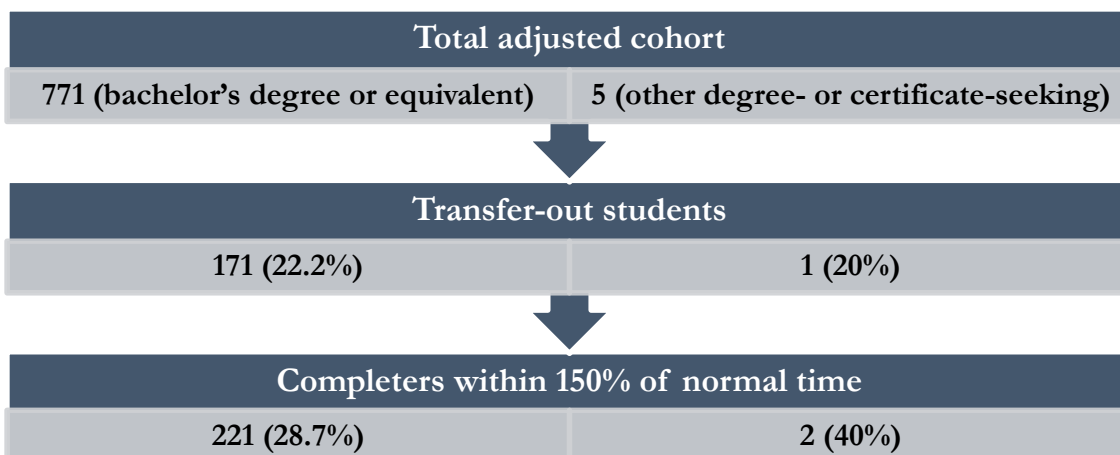 Total adjusted cohort
771 (bachelor's degree or equivalent) 5 (other degree- or certificate-seeking)
Transfer-out students
171 (22.2%) 1 (20%)
Completers within 150% of normal time
221 (28.7%) 2 (40%)